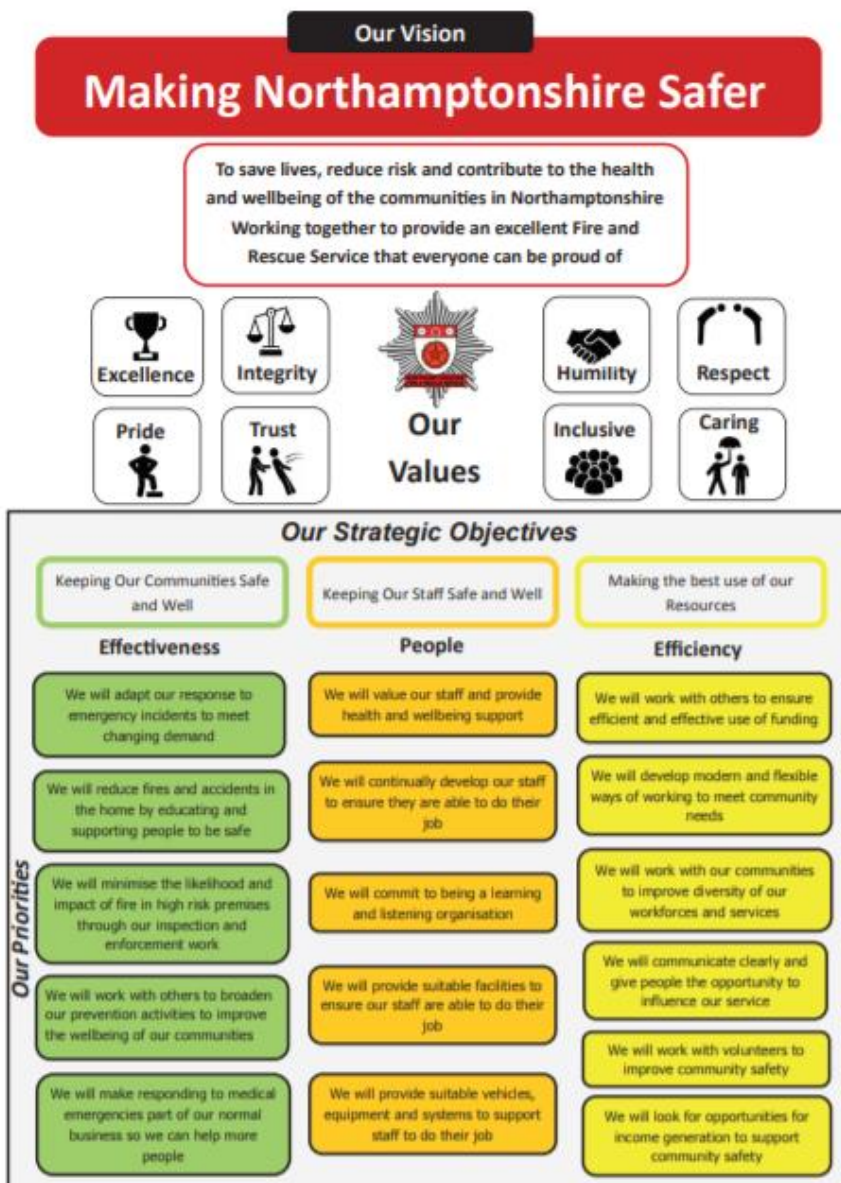 Our Vision
Making Northamptonshire Safer
To save lives, reduce risk and contribute to the health
and wellbeing of the communities in Northamptonshire
Working together to provide an excellent Fire and
Rescue Service that everyone can be proud of
Excellence
Integrity
Humility
Respect
Pride
Trust
Our
Values
Inclusive
Caring
Our Strategic Objectives
Keeping Our Communities Safe
and Well
Keeping Our Staff Safe and Well
Making the best use of our
Resources
Effectiveness
People
Efficiency
Our Priorities
We will adapt our response to
emergency incidents to meet
changing demand
We will reduce fires and accidents in
the home by educating and
supporting people to be safe
We will minimise the likelihood and
impact of fire in high risk premises
through our inspection and
enforcement work
We will work with others to broaden
our prevention activities to improve
the wellbeing of our communities
We will make responding to medical
emergencies part of our normal
business so we can help more
people
We will value our staff and provide
health and wellbeing support
We will continually develop our staff
to ensure they are able to do their
job
We will commit to being a learning
and listening organisation
We will provide suitable facilities to
ensure our staff are able to do their
job
We will provide suitable vehicles,
equipment and systems to support
staff to do their job
We will work with others to ensure
efficient and effective use of funding
We will develop modern and flexible
ways of working to meet community
needs
We will work with our communities
to improve diversity of our
workforces and services
We will communicate clearly and
give people the opportunity to
influence our service
We will work with volunteers to
improve community safety
We will look for opportunities for
income generation to support
community safety